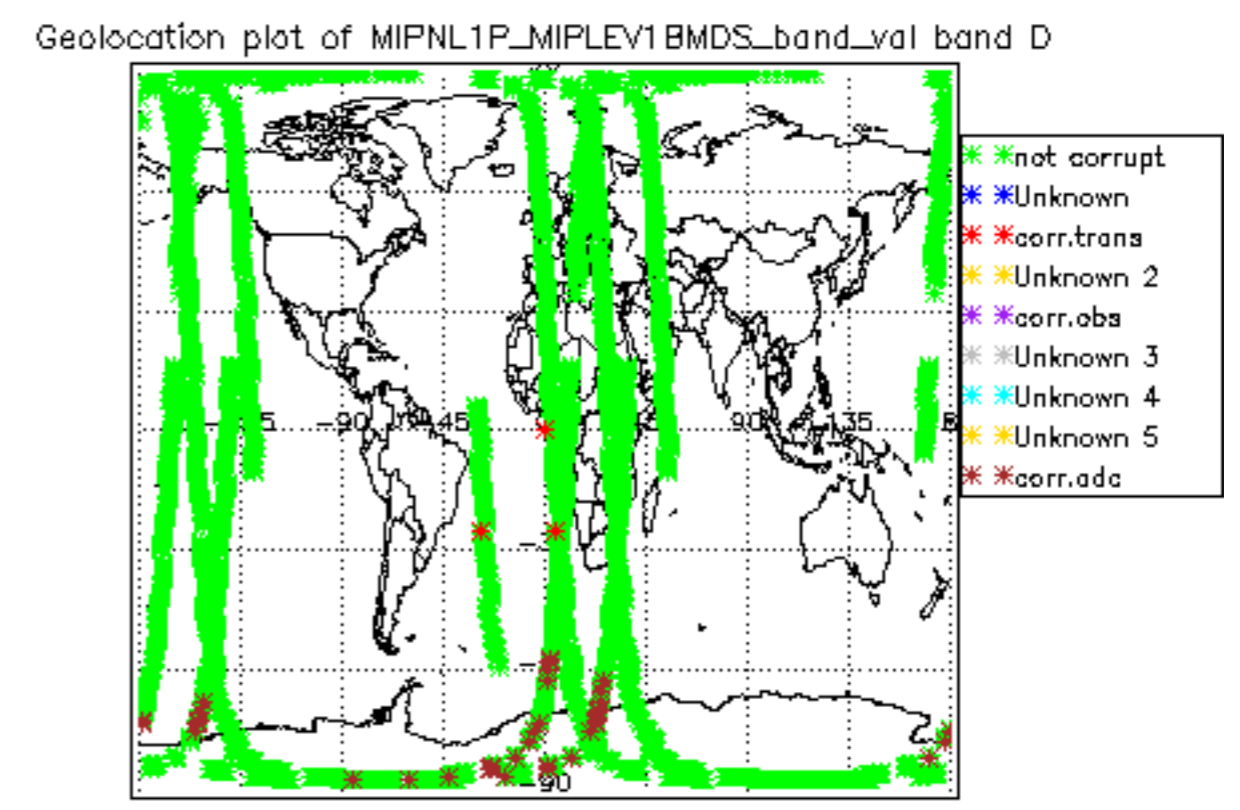 Geolocation plot of MIPNL1P_MIPLEV1BMDS_band_val band D
not corrupt
Unknown
corr.trans
Unknown 2
corr.obs
Unknown 3
Unknown 4
Unknown 5
corr.adc
-90
-45
90
135
-90